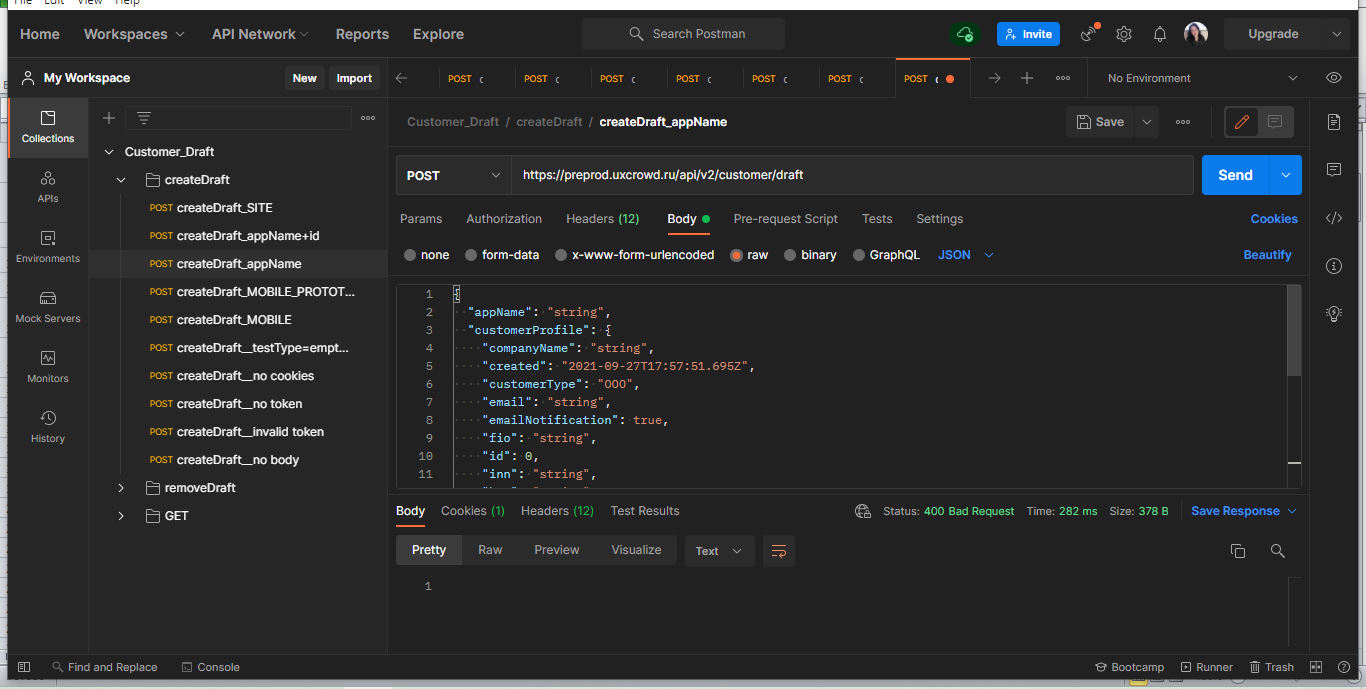 File Edit View Help
Home Workspaces API Network Reports Explore Search Postman Invite Upgrade
My Workspace New Import
POST c POST c POST c POST c POST c POST c POST c
No Environment
Collections
APIs
Environments
Mock Servers
Monitors
History
Customer_Draft
createDraft
POST createDraft_SITE
POST createDraft_appName+id
POST createDraft_appName
POST createDraft_MOBILE_PROTOT...
POST createDraft_MOBILE
POST createDraft__testType=empt...
POST createDraft__no cookies
POST createDraft__no token
POST createDraft__invalid token
POST createDraft__no body
removeDraft
GET
Customer_Draft / createDraft / createDraft_appName
Save
POST https://preprod.uxcrowd.ru/api/v2/customer/draft Send
Params Authorization Headers (12) Body Pre-request Script Tests Settings Cookies
none form-data x-www-form-urlencoded raw binary GraphQL JSON Beautify
1 {
2 "appName": "string",
3 "customerProfile": {
4 "companyName": "string",
5 "created": "2021-09-27T17:57:51.695Z",
6 "customerType": "OOO",
7 "email": "string",
8 "emailNotification": true,
9 "fio": "string",
10 "id": 0,
11 "inn": "string",
Body Cookies (1) Headers (12) Test Results Status: 400 Bad Request Time: 282 ms Size: 378 B Save Response
Pretty Raw Preview Visualize Text
1
Find and Replace Console Bootcamp Runner Trash